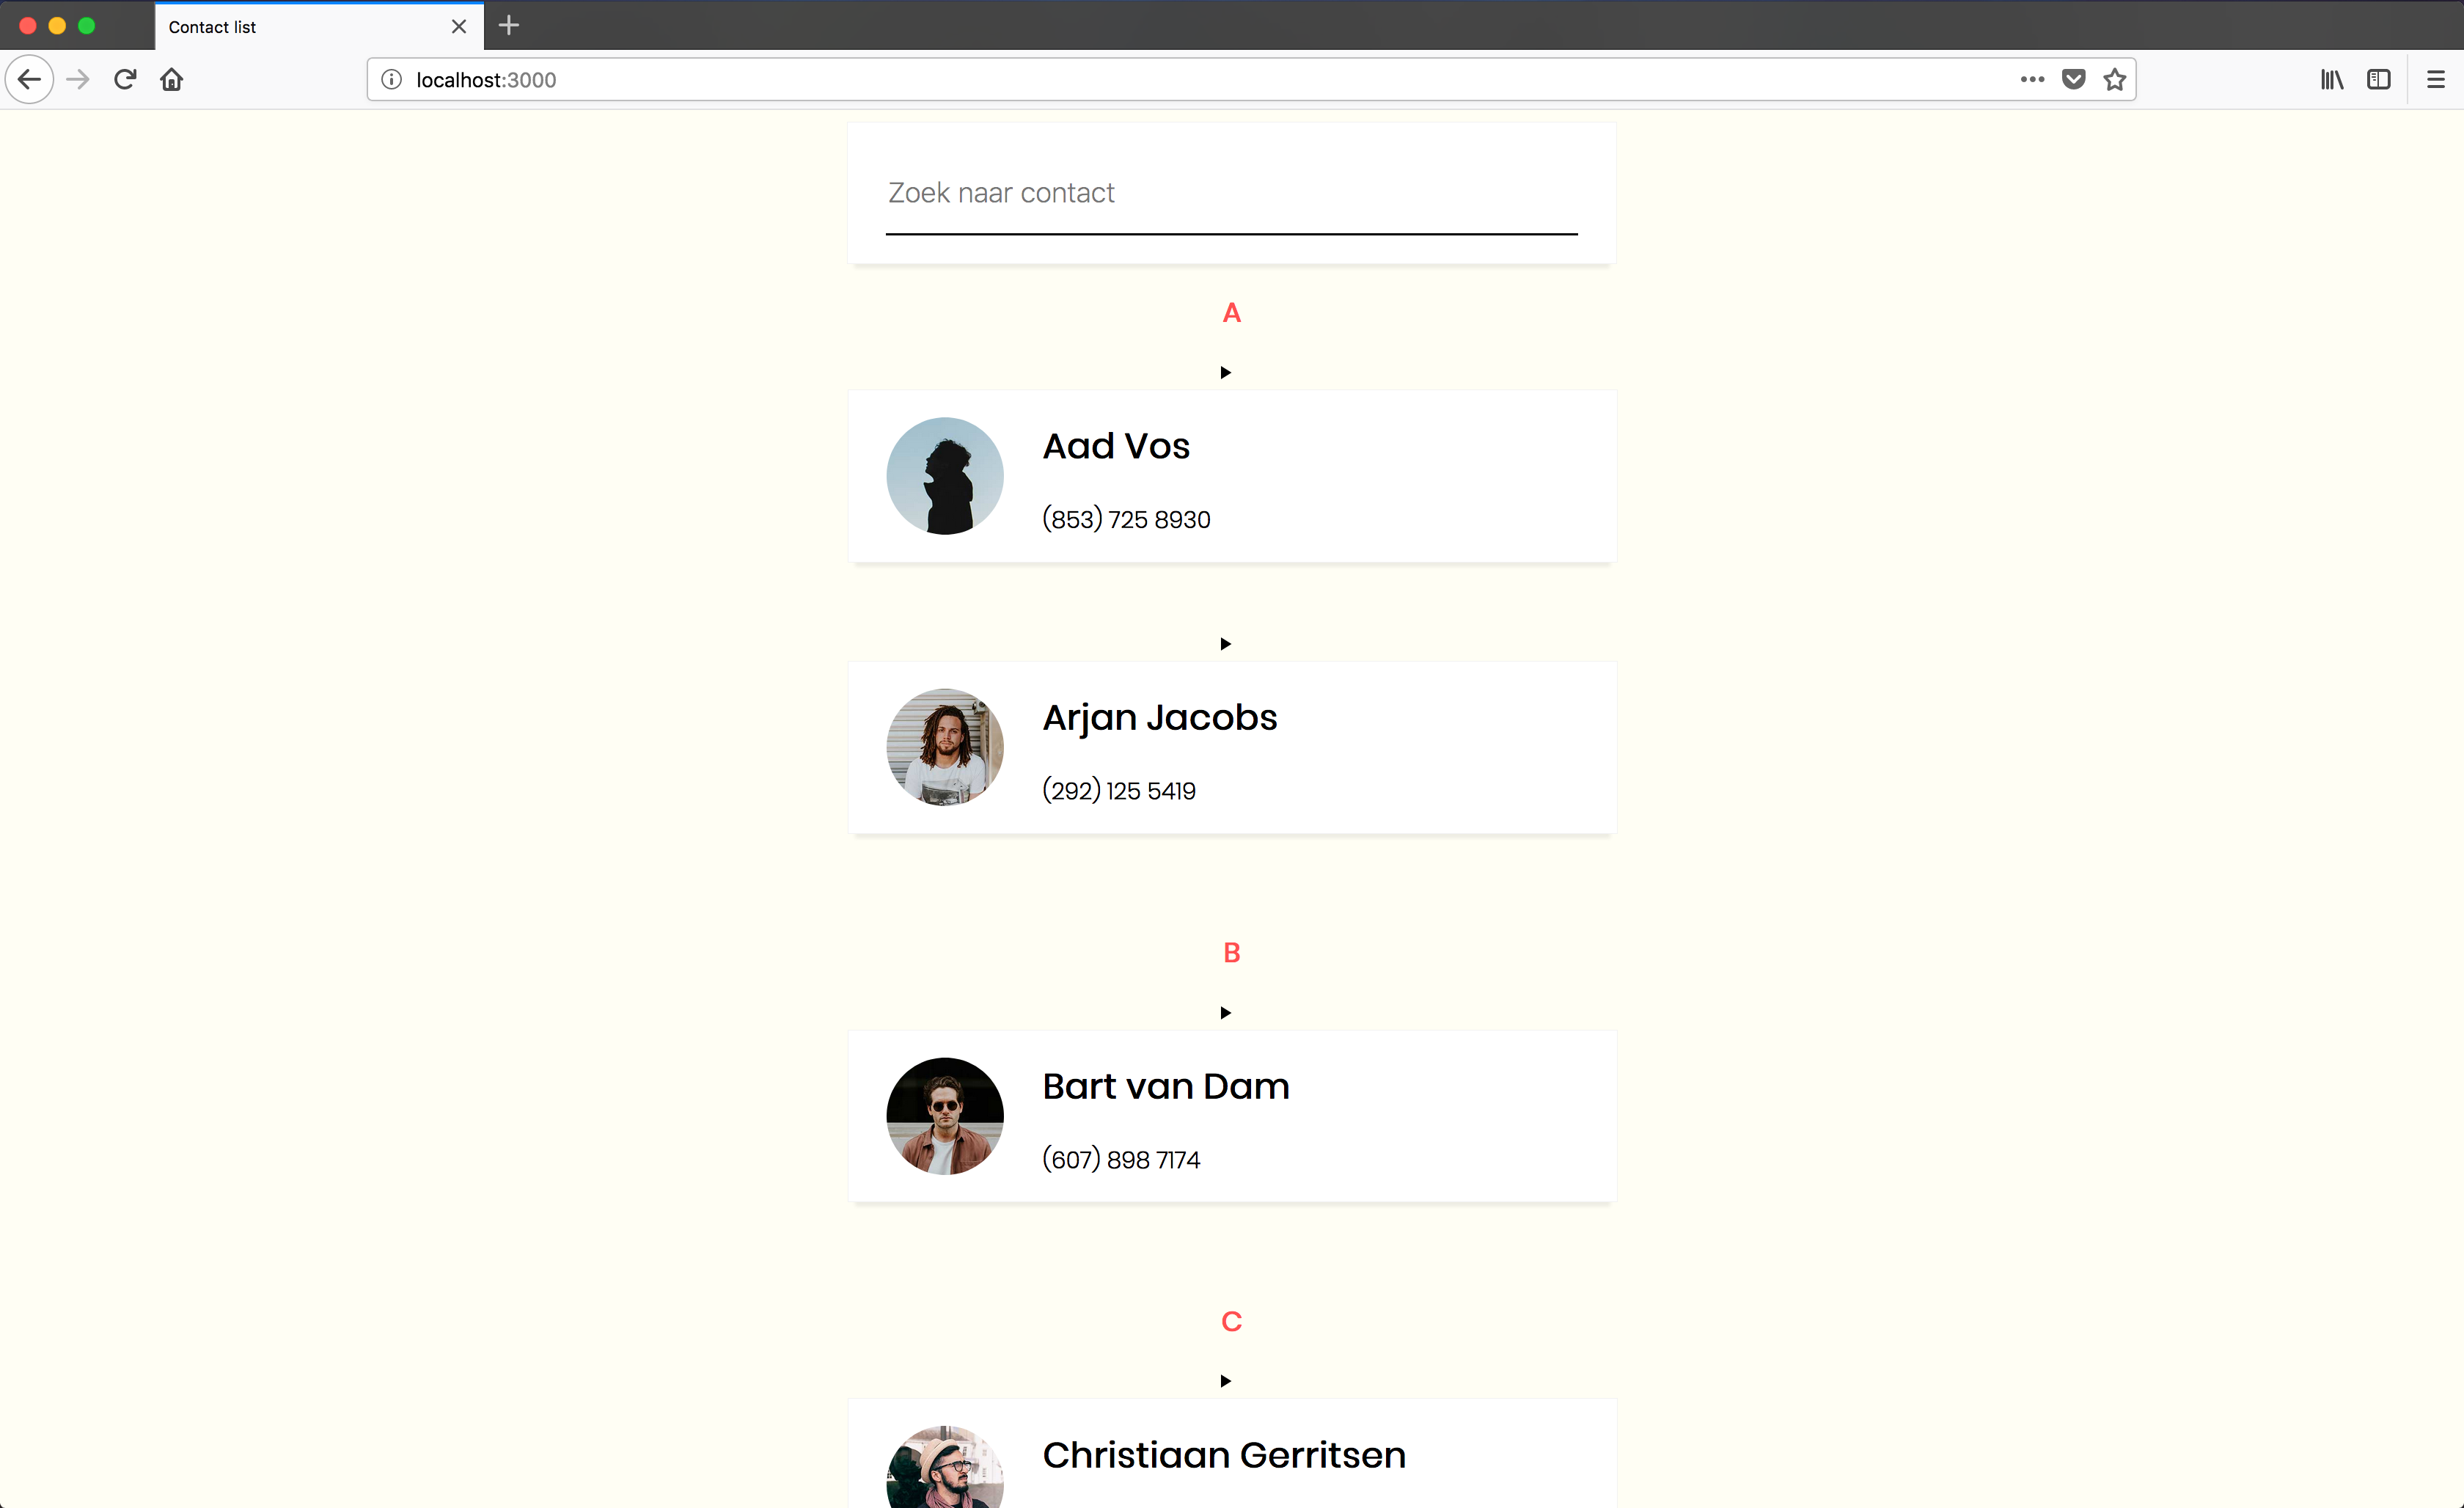 Contact list
localhost:3000
Zoek naar contact
A
Aad Vos
(853) 725 8930
Arjan Jacobs
(292) 125 5419
B
Bart van Dam
(607) 898 7174
C
Christiaan Gerritsen